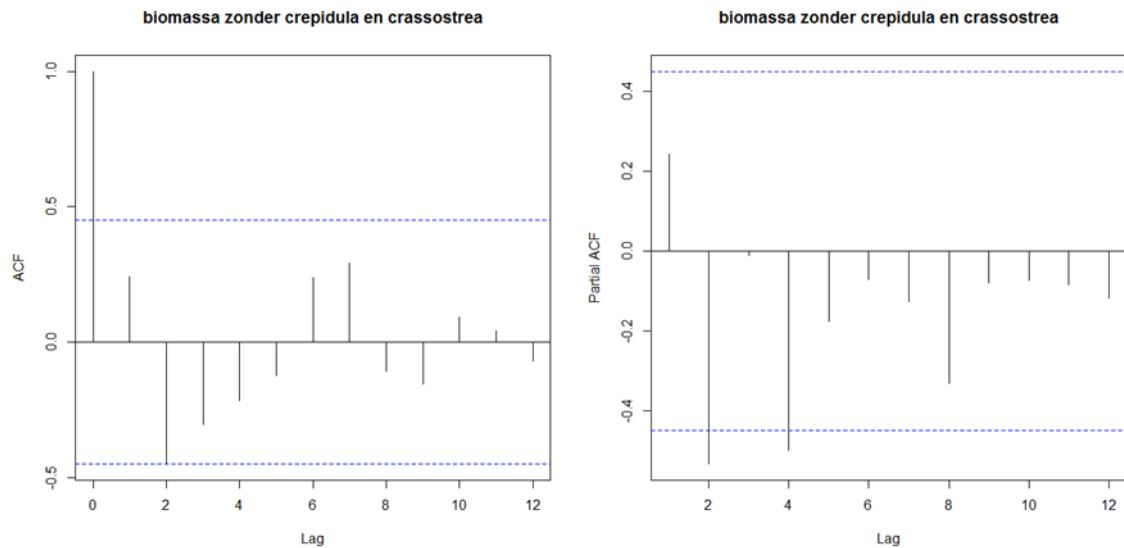 biomassa zonder crepidula en crassostrea
ACF
1.0
0.5
0.0
-0.5
0 2 4 6 8 10 12
Lag
biomassa zonder crepidula en crassostrea
Partial ACF
0.4
0.2
0.0
-0.2
-0.4
2 4 6 8 10 12
Lag